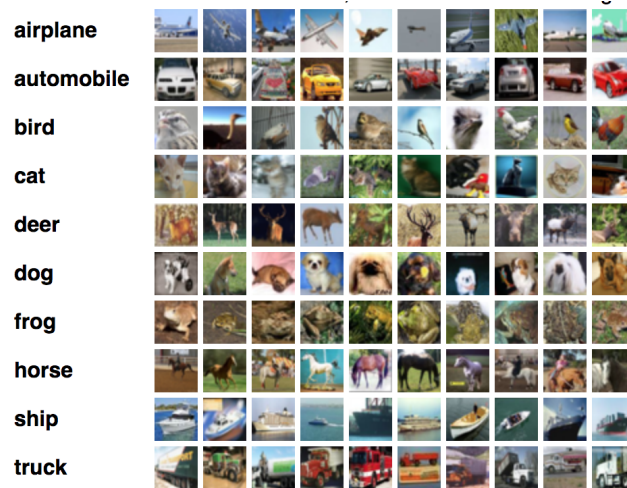 airplane
automobile
bird
cat
deer
dog
frog
horse
ship
truck